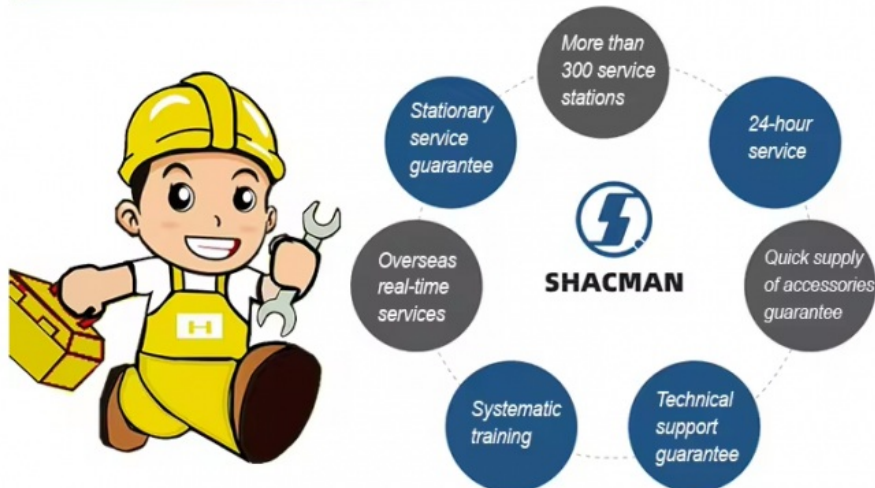 More than
300 service
stations
24-hour
service
Quick supply
of accessories
guarantee
Technical
support
guarantee
Systematic
training
Overseas
real-time
services
Stationary
service
guarantee
SHACMAN
H